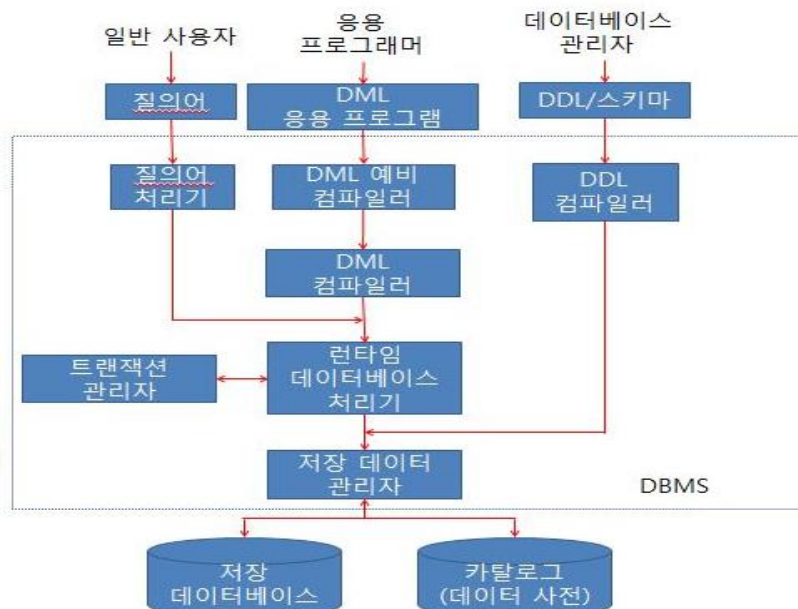 일반 사용자
응용
프로그래머
데이터베이스
관리자
질의어
DML
응용 프로그램
DDL/스키마
질의어
처리기
DML 예비
컴파일러
DDL
컴파일러
DML
컴파일러
트랜잭션
관리자
런타임
데이터베이스
처리기
저장 데이터
관리자
DBMS
저장
데이터베이스
카탈로그
(데이터 사전)